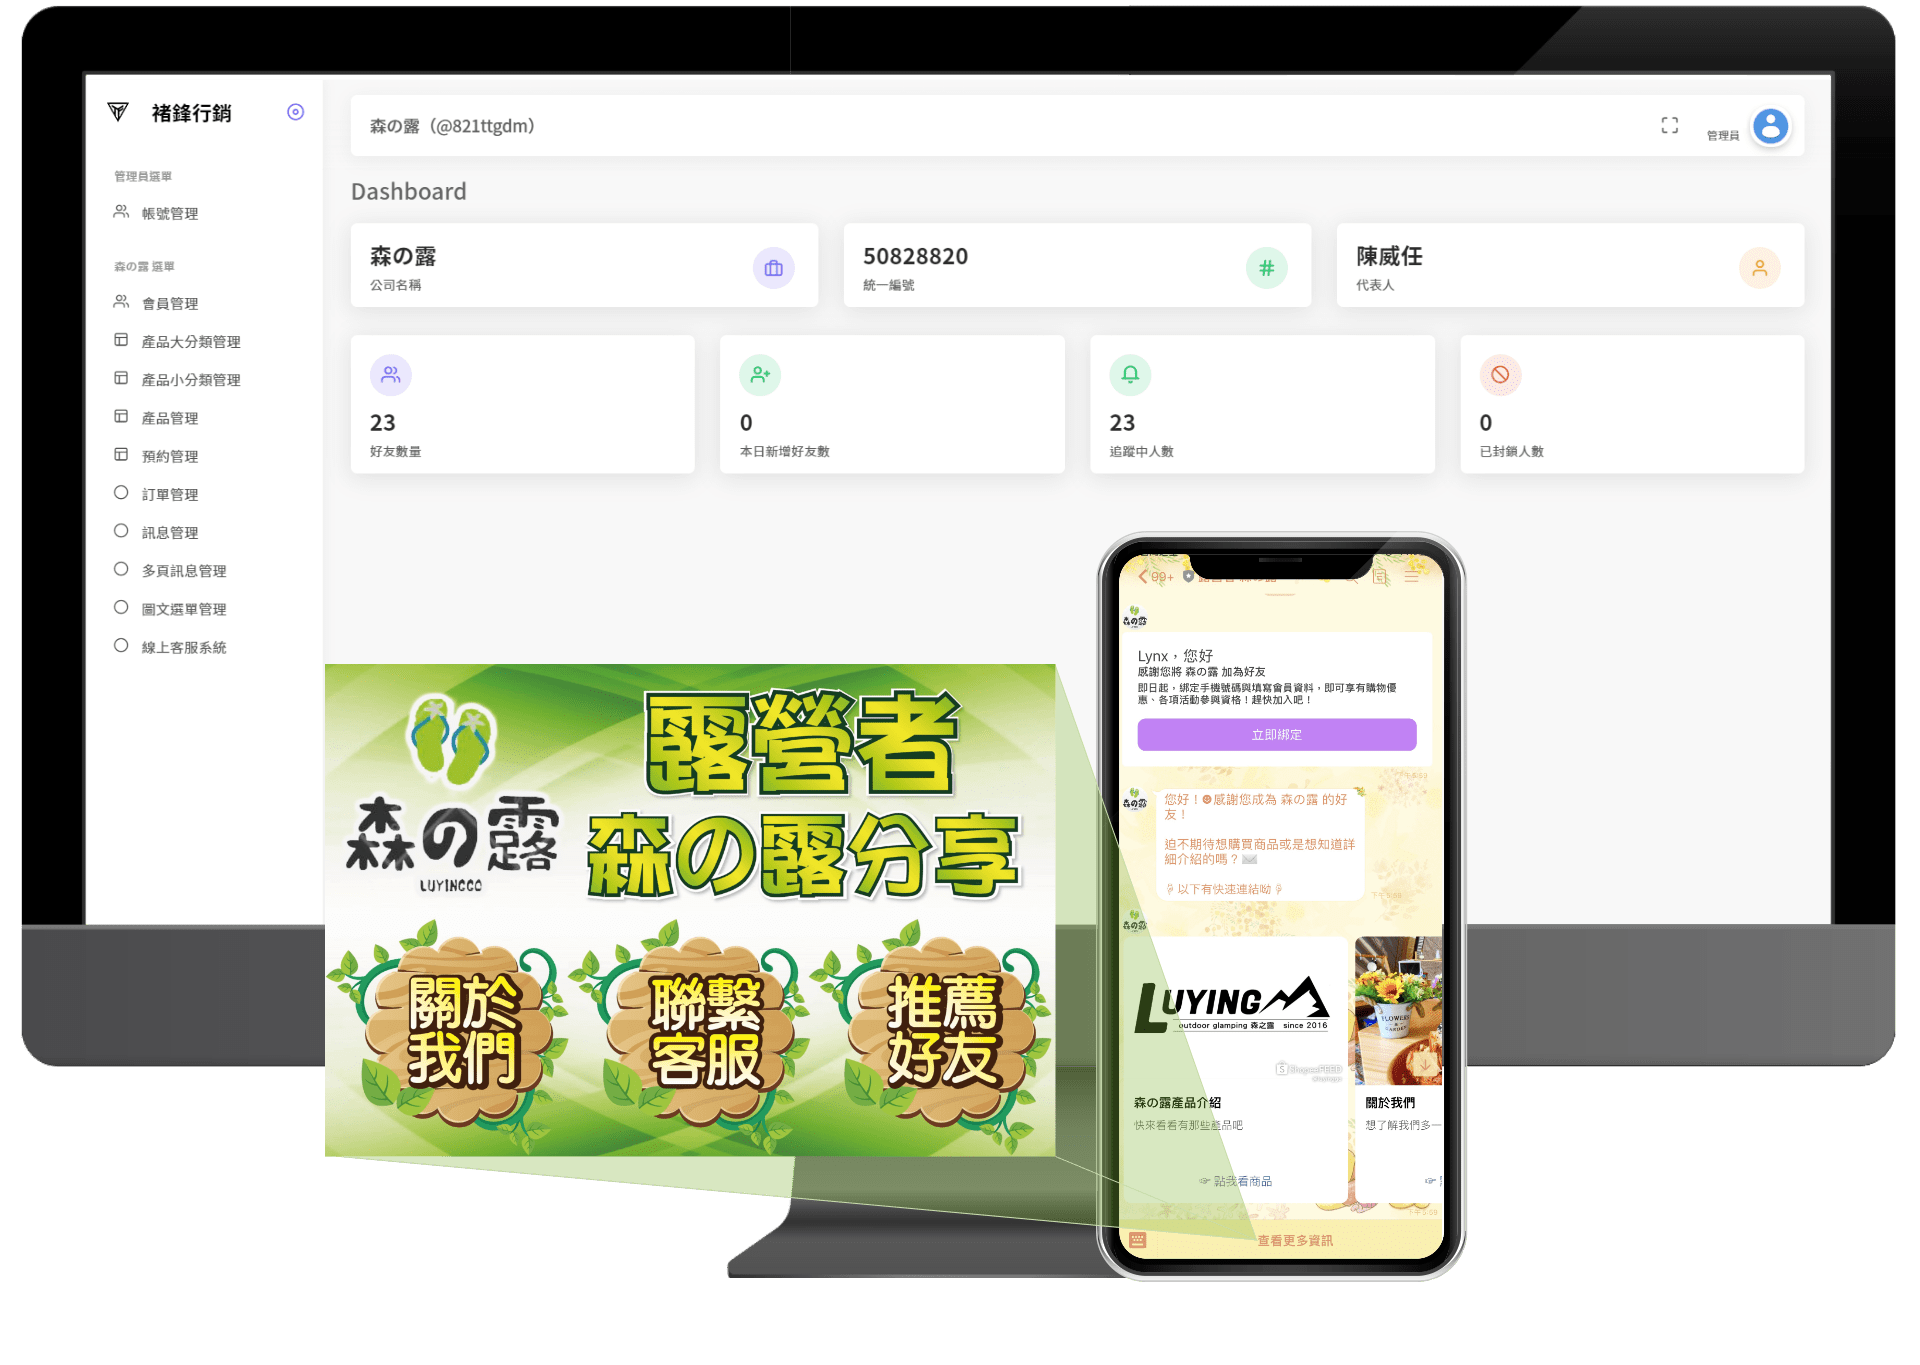 褚鋒行銷
管理員選單
帳號管理
森の露 選單
會員管理
產品大分類管理
產品小分類管理
產品管理
預約管理
訂單管理
訊息管理
多頁訊息管理
圖文選單管理
線上客服系統
森の露（@821ttgdm）
管理員
Dashboard
森の露
公司名稱
50828820
統一編號
陳威任
代表人
23
好友數量
0
本日新增好友數
23
追蹤中人數
0
已封鎖人數
森の露
LUYINGCO
露營者
森の露分享
關於
我們
聯繫
客服
推薦
好友
99+
森の露
Lynx，您好
感謝您將 森の露 加為好友
即日起，綁定手機號碼與填寫會員資料，即可享有購物優
惠、各項活動參與資格！趕快加入吧！
立即綁定
森の露
您好！感謝您成為 森の露 的好
友！
迫不期待想購買商品或是想知道詳
細介紹的嗎？
以下有快速連結呦
森の露
LUYING
outdoor glamping 森之露 since 2016
FLOWERS
&
GARDEN
森の露產品介紹
快來看看有那些產品吧
點我看商品
關於我們
想了解我們多一
查看更多資訊